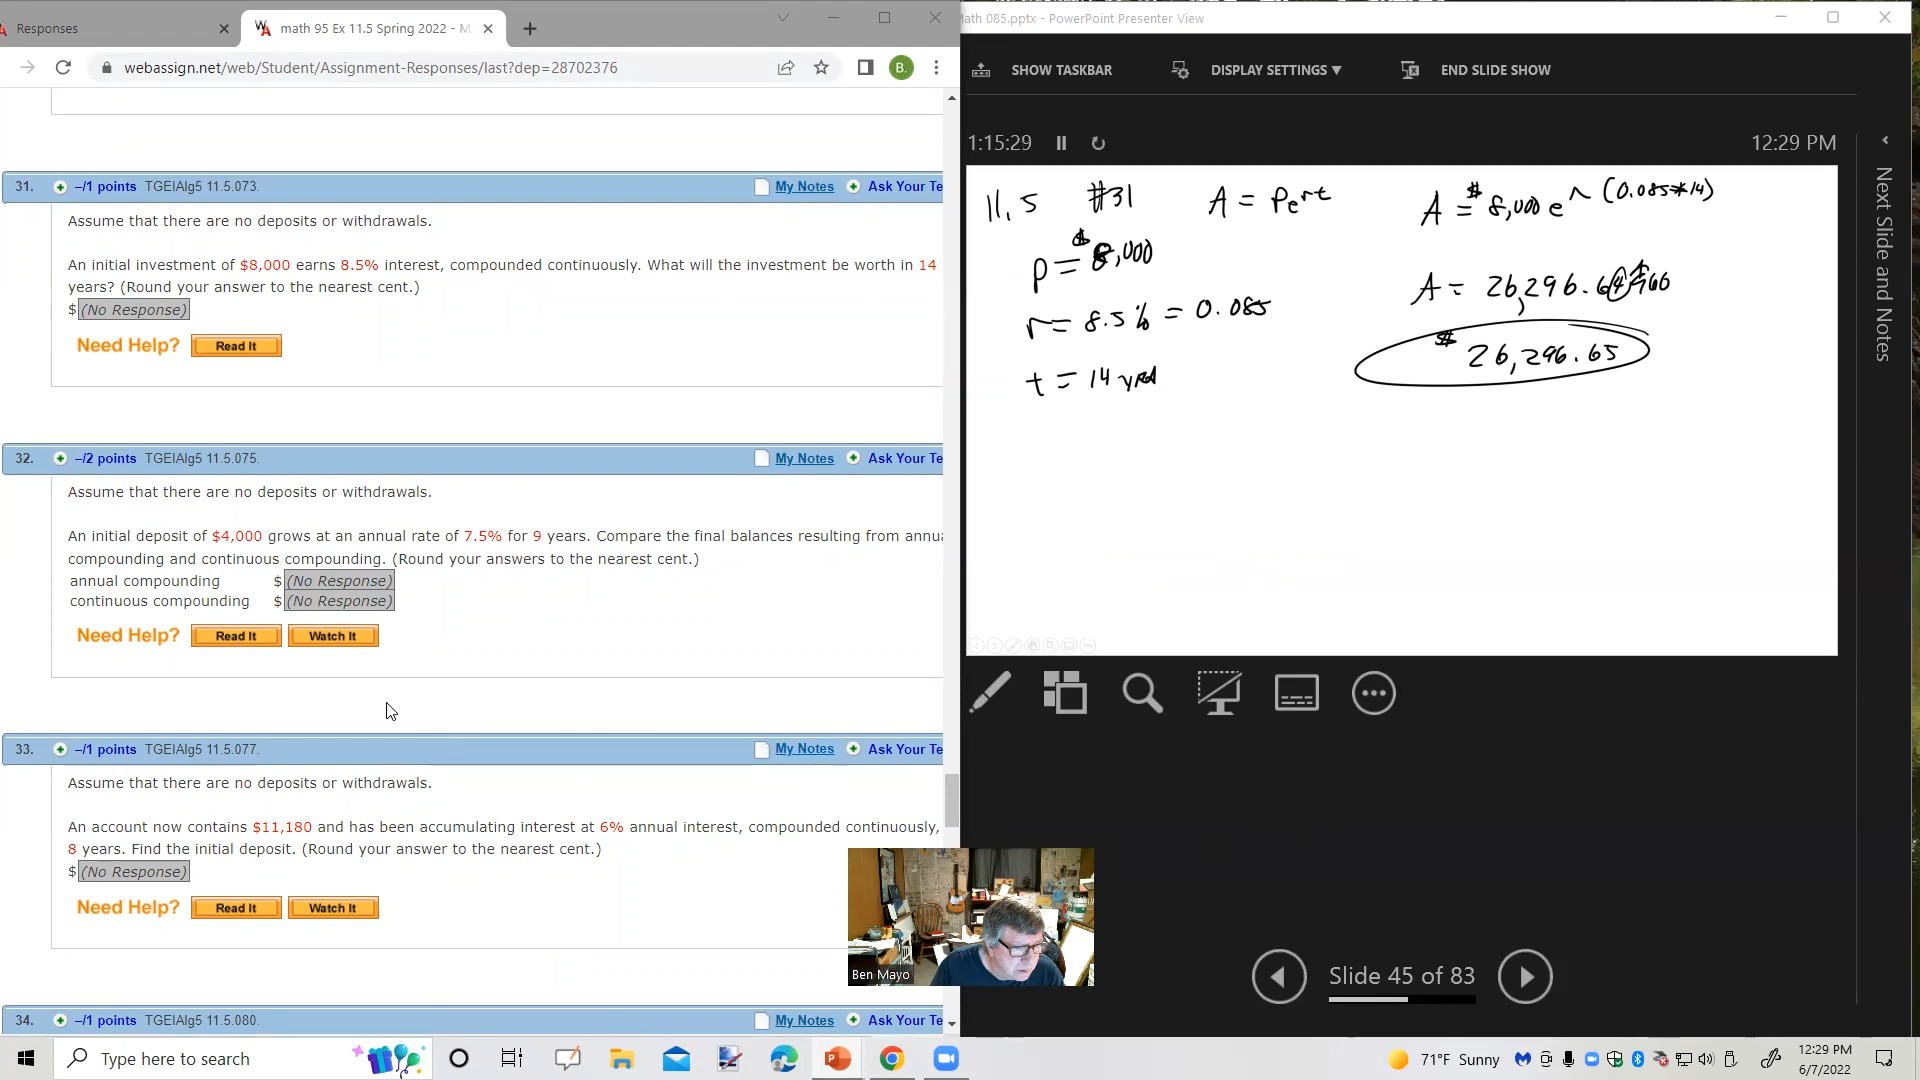 Responses
math 95 Ex 11.5 Spring 2022 - M
webassign.net/web/Student/Assignment-Responses/last?dep=28702376
B.
31. –/1 points TGEIAlg5 11.5.073. My Notes Ask Your Te
Assume that there are no deposits or withdrawals.
An initial investment of $8,000 earns 8.5% interest, compounded continuously. What will the investment be worth in 14
years? (Round your answer to the nearest cent.)
$ (No Response)
Need Help? Read It
32. –/2 points TGEIAlg5 11.5.075. My Notes Ask Your Te
Assume that there are no deposits or withdrawals.
An initial deposit of $4,000 grows at an annual rate of 7.5% for 9 years. Compare the final balances resulting from annua
compounding and continuous compounding. (Round your answers to the nearest cent.)
annual compounding $ (No Response)
continuous compounding $ (No Response)
Need Help? Read It Watch It
33. –/1 points TGEIAlg5 11.5.077. My Notes Ask Your Te
Assume that there are no deposits or withdrawals.
An account now contains $11,180 and has been accumulating interest at 6% annual interest, compounded continuously,
8 years. Find the initial deposit. (Round your answer to the nearest cent.)
$ (No Response)
Need Help? Read It Watch It
34. –/1 points TGEIAlg5 11.5.080. My Notes Ask Your Te
Math 085.pptx - PowerPoint Presenter View
SHOW TASKBAR DISPLAY SETTINGS ▼ END SLIDE SHOW
1:15:29 12:29 PM
11.5 #31 A = Pe^rt A = $8,000 e ^ (0.085*14)
P = $8,000
r = 8.5% = 0.085
t = 14 yrs
$26,296.65
Next Slide and Notes
Slide 45 of 83
Ben Mayo
Type here to search
71°F Sunny
12:29 PM
6/7/2022